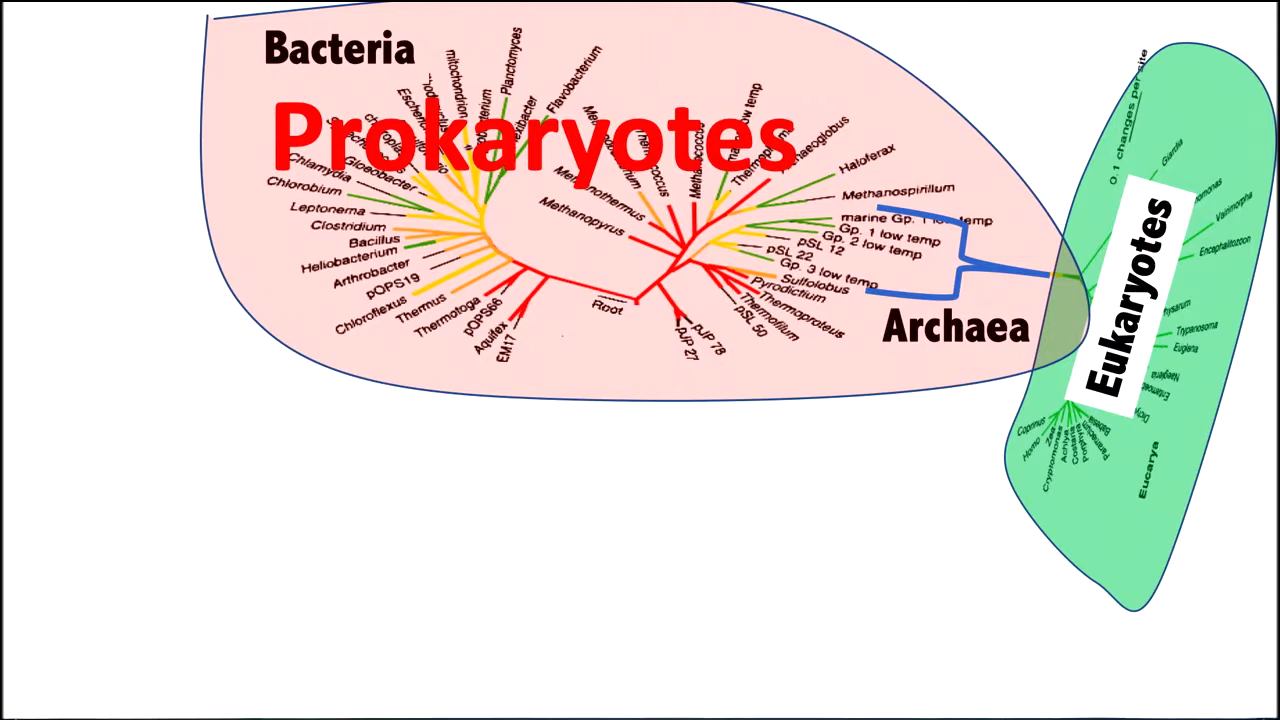 Bacteria
Prokaryotes
Archaea
Eukaryotes
Planctomyces
Flavobacterium
mitochondrion
Chlamydia
Gloeobacter
Chlorobium
Leptonema
Clostridium
Bacillus
Heliobacterium
Arthrobacter
pOPS19
Chloroflexus
Thermus
Thermotoga
pOPS66
Aquifex
EM17
Root
Methanothermus
Methanopyrus
low temp
Haloferax
Methanospirillum
marine Gp. 1 low temp
Gp. 1 low temp
Gp. 2 low temp
pSL 12
pSL 22
Gp. 3 low temp
Sulfolobus
Pyrodictium
Thermoproteus
Thermofilum
pSL 50
pJP 78
pJP 27
0.1 changes per site
Giardia
Vairimorpha
Encephalitozoon
Trypanosoma
Euglena
Naegleria
Coprinus
Homo
Zea
Cryptomonas
Achlya
Costaria
Porphyra
Paramecium
Babesia
Eucarya